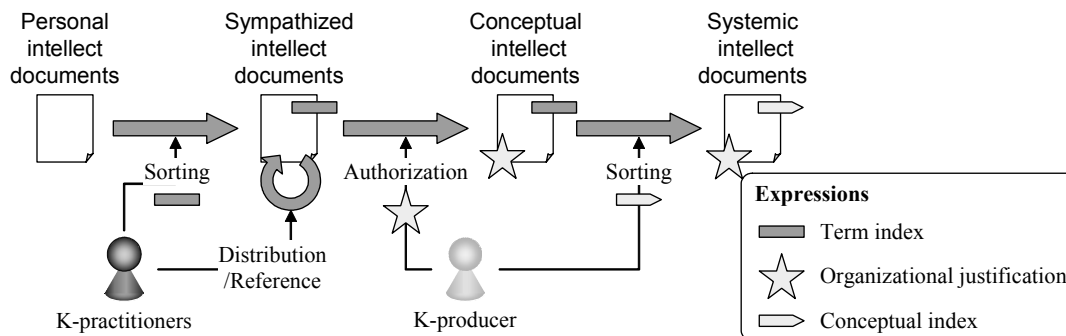 Personal
intellect
documents
Sympathized
intellect
documents
Conceptual
intellect
documents
Systemic
intellect
documents
Sorting
Authorization
Sorting
Distribution
/Reference
K-practitioners
K-producer
Expressions
Term index
Organizational justification
Conceptual index